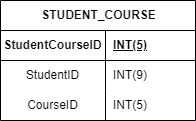 STUDENT_COURSE
StudentCourseID INT(5)
StudentID INT(9)
CourseID INT(5)